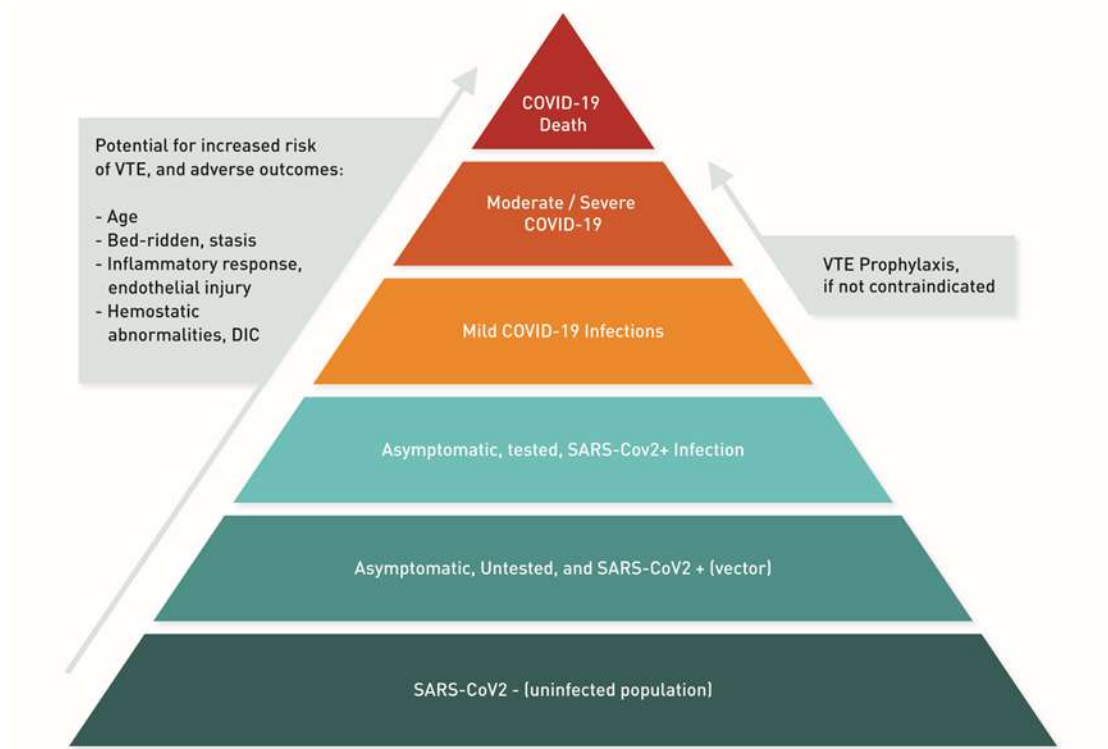 COVID-19
Death
Potential for increased risk
of VTE, and adverse outcomes:
- Age
- Bed-ridden, stasis
- Inflammatory response,
endothelial injury
- Hemostatic
abnormalities, DIC
Moderate / Severe
COVID-19
VTE Prophylaxis,
if not contraindicated
Mild COVID-19 Infections
Asymptomatic, tested, SARS-Cov2+ Infection
Asymptomatic, Untested, and SARS-CoV2 + (vector)
SARS-CoV2 - (uninfected population)